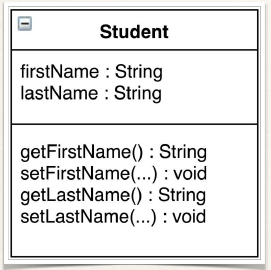 Student
firstName : String
lastName : String
getFirstName() : String
setFirstName(...) : void
getLastName() : String
setLastName(...) : void